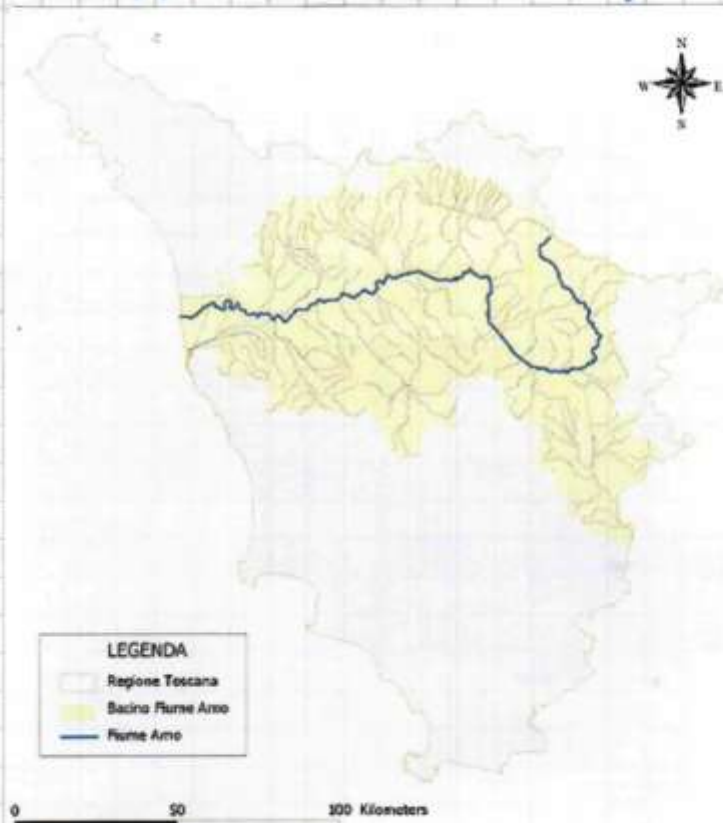 N
W E
N
LEGENDA
Regione Toscana
Bacino Fiume Arno
Fiume Arno
0 50 100 Kilometers